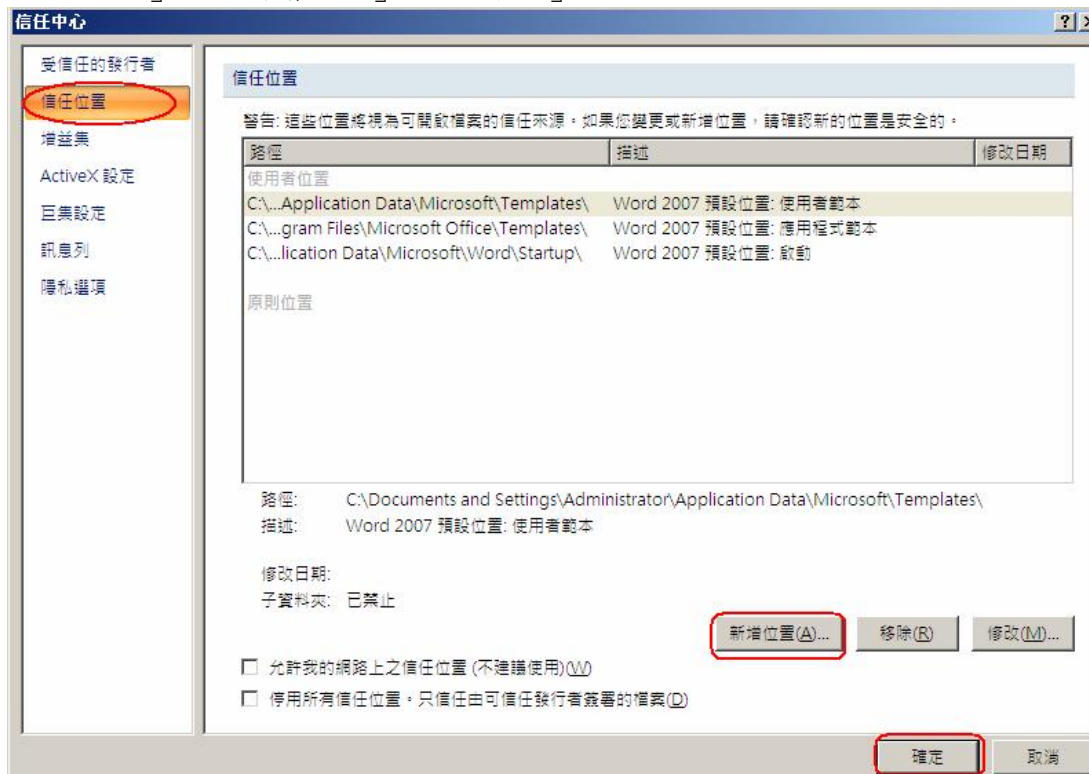 信任中心
受信任的發行者
信任位置
增益集
ActiveX 設定
巨集設定
訊息列
隱私選項
信任位置
警告: 這些位置將視為可開啟檔案的信任來源。如果您變更或新增位置，請確認新的位置是安全的。
路徑 描述 修改日期
使用者位置
C:\...Application Data\Microsoft\Templates\ Word 2007 預設位置: 使用者範本
C:\...gram Files\Microsoft Office\Templates\ Word 2007 預設位置: 應用程式範本
C:\...lication Data\Microsoft\Word\Startup\ Word 2007 預設位置: 啟動
原則位置
路徑: C:\Documents and Settings\Administrator\Application Data\Microsoft\Templates\
描述: Word 2007 預設位置: 使用者範本
修改日期:
子資料夾: 已禁止
新增位置(A)... 移除(R) 修改(M)...
允許我的網路上之信任位置 (不建議使用)(W)
停用所有信任位置。只信任由可信任發行者簽署的檔案(D)
確定 取消